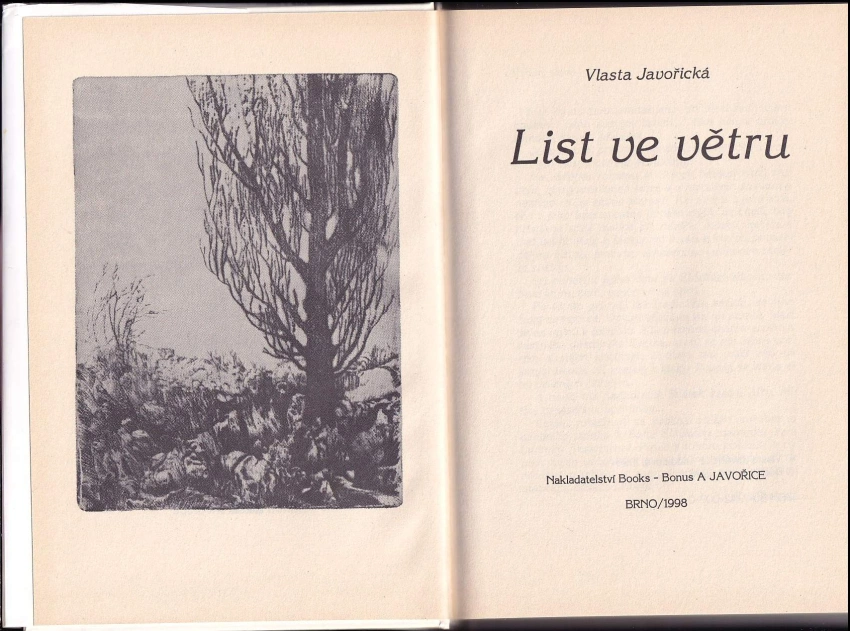 Vlasta Javořická
List ve větru
Nakladatelství Books - Bonus A JAVOŘICE
BRNO/1998